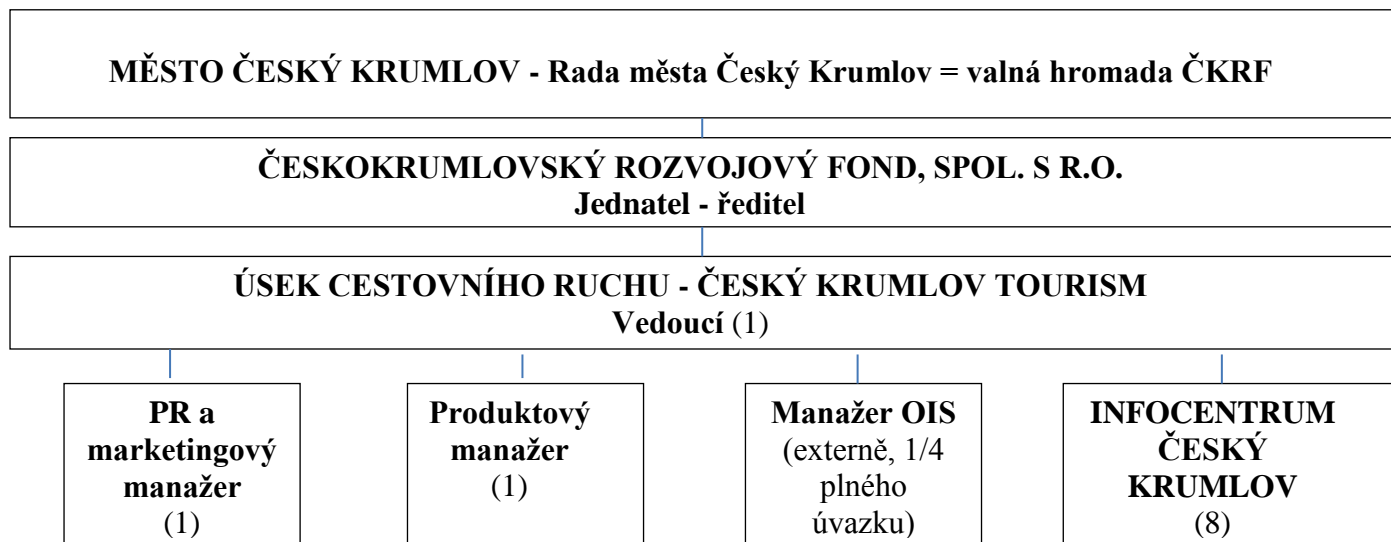 MĚSTO ČESKÝ KRUMLOV - Rada města Český Krumlov = valná hromada ČKRF
ČESKOKRUMLOVSKÝ ROZVOJOVÝ FOND, SPOL. S R.O.
Jednatel - ředitel
ÚSEK CESTOVNÍHO RUCHU - ČESKÝ KRUMLOV TOURISM
Vedoucí (1)
PR a
marketingový
manažer
(1)
Produktový
manažer
(1)
Manažer OIS
(externě, 1/4
plného
úvazku)
INFOCENTRUM
ČESKÝ
KRUMLOV
(8)